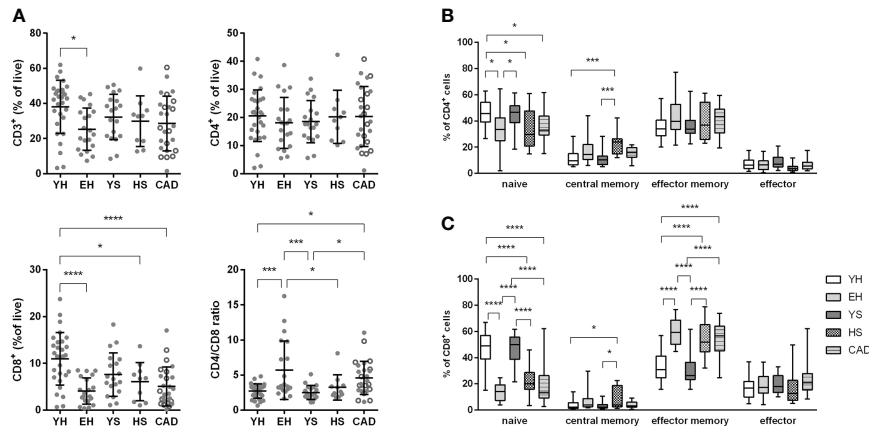 A
CD3+ (% of live)
80
60
40
20
0
YH EH YS HS CAD
*
CD4+ (% of live)
50
40
30
20
10
0
YH EH YS HS CAD
CD8+ (%of live)
30
20
10
0
YH EH YS HS CAD
****
*
****
CD4/CD8 ratio
25
20
15
10
5
0
YH EH YS HS CAD
*
*** *
*** *
B
% of CD4+ cells
100
80
60
40
20
0
*
*
* *
***
***
naive central memory effector memory effector
C
% of CD8+ cells
100
80
60
40
20
0
****
****
****
****
**** ****
*
*
****
****
****
****
**** ****
naive central memory effector memory effector
YH
EH
YS
HS
CAD